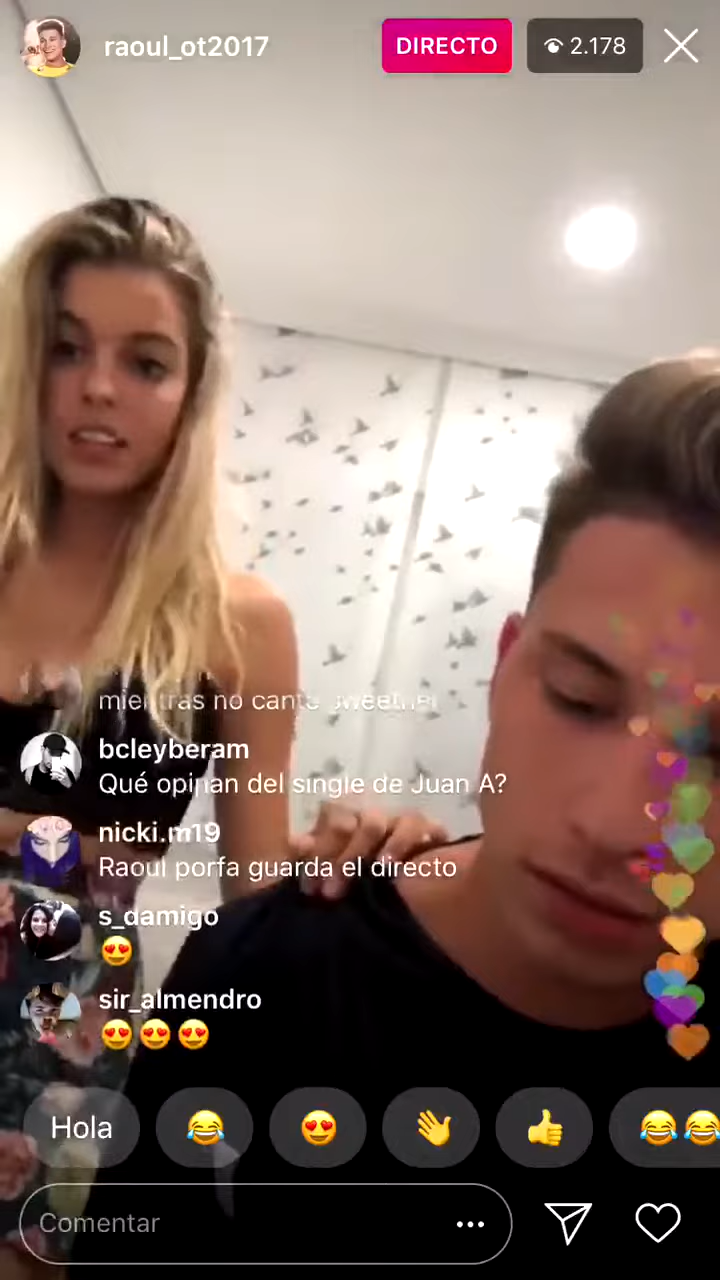 raoul_ot2017
DIRECTO
2.178
mientras no cante sweether
bcleyberam
Qué opinan del single de Juan A?
nicki.m19
Raoul porfa guarda el directo
s_damigo
😍
sir_almendro
😍😍😍
Hola 😂 😍 👋 👍 😂😂
Comentar